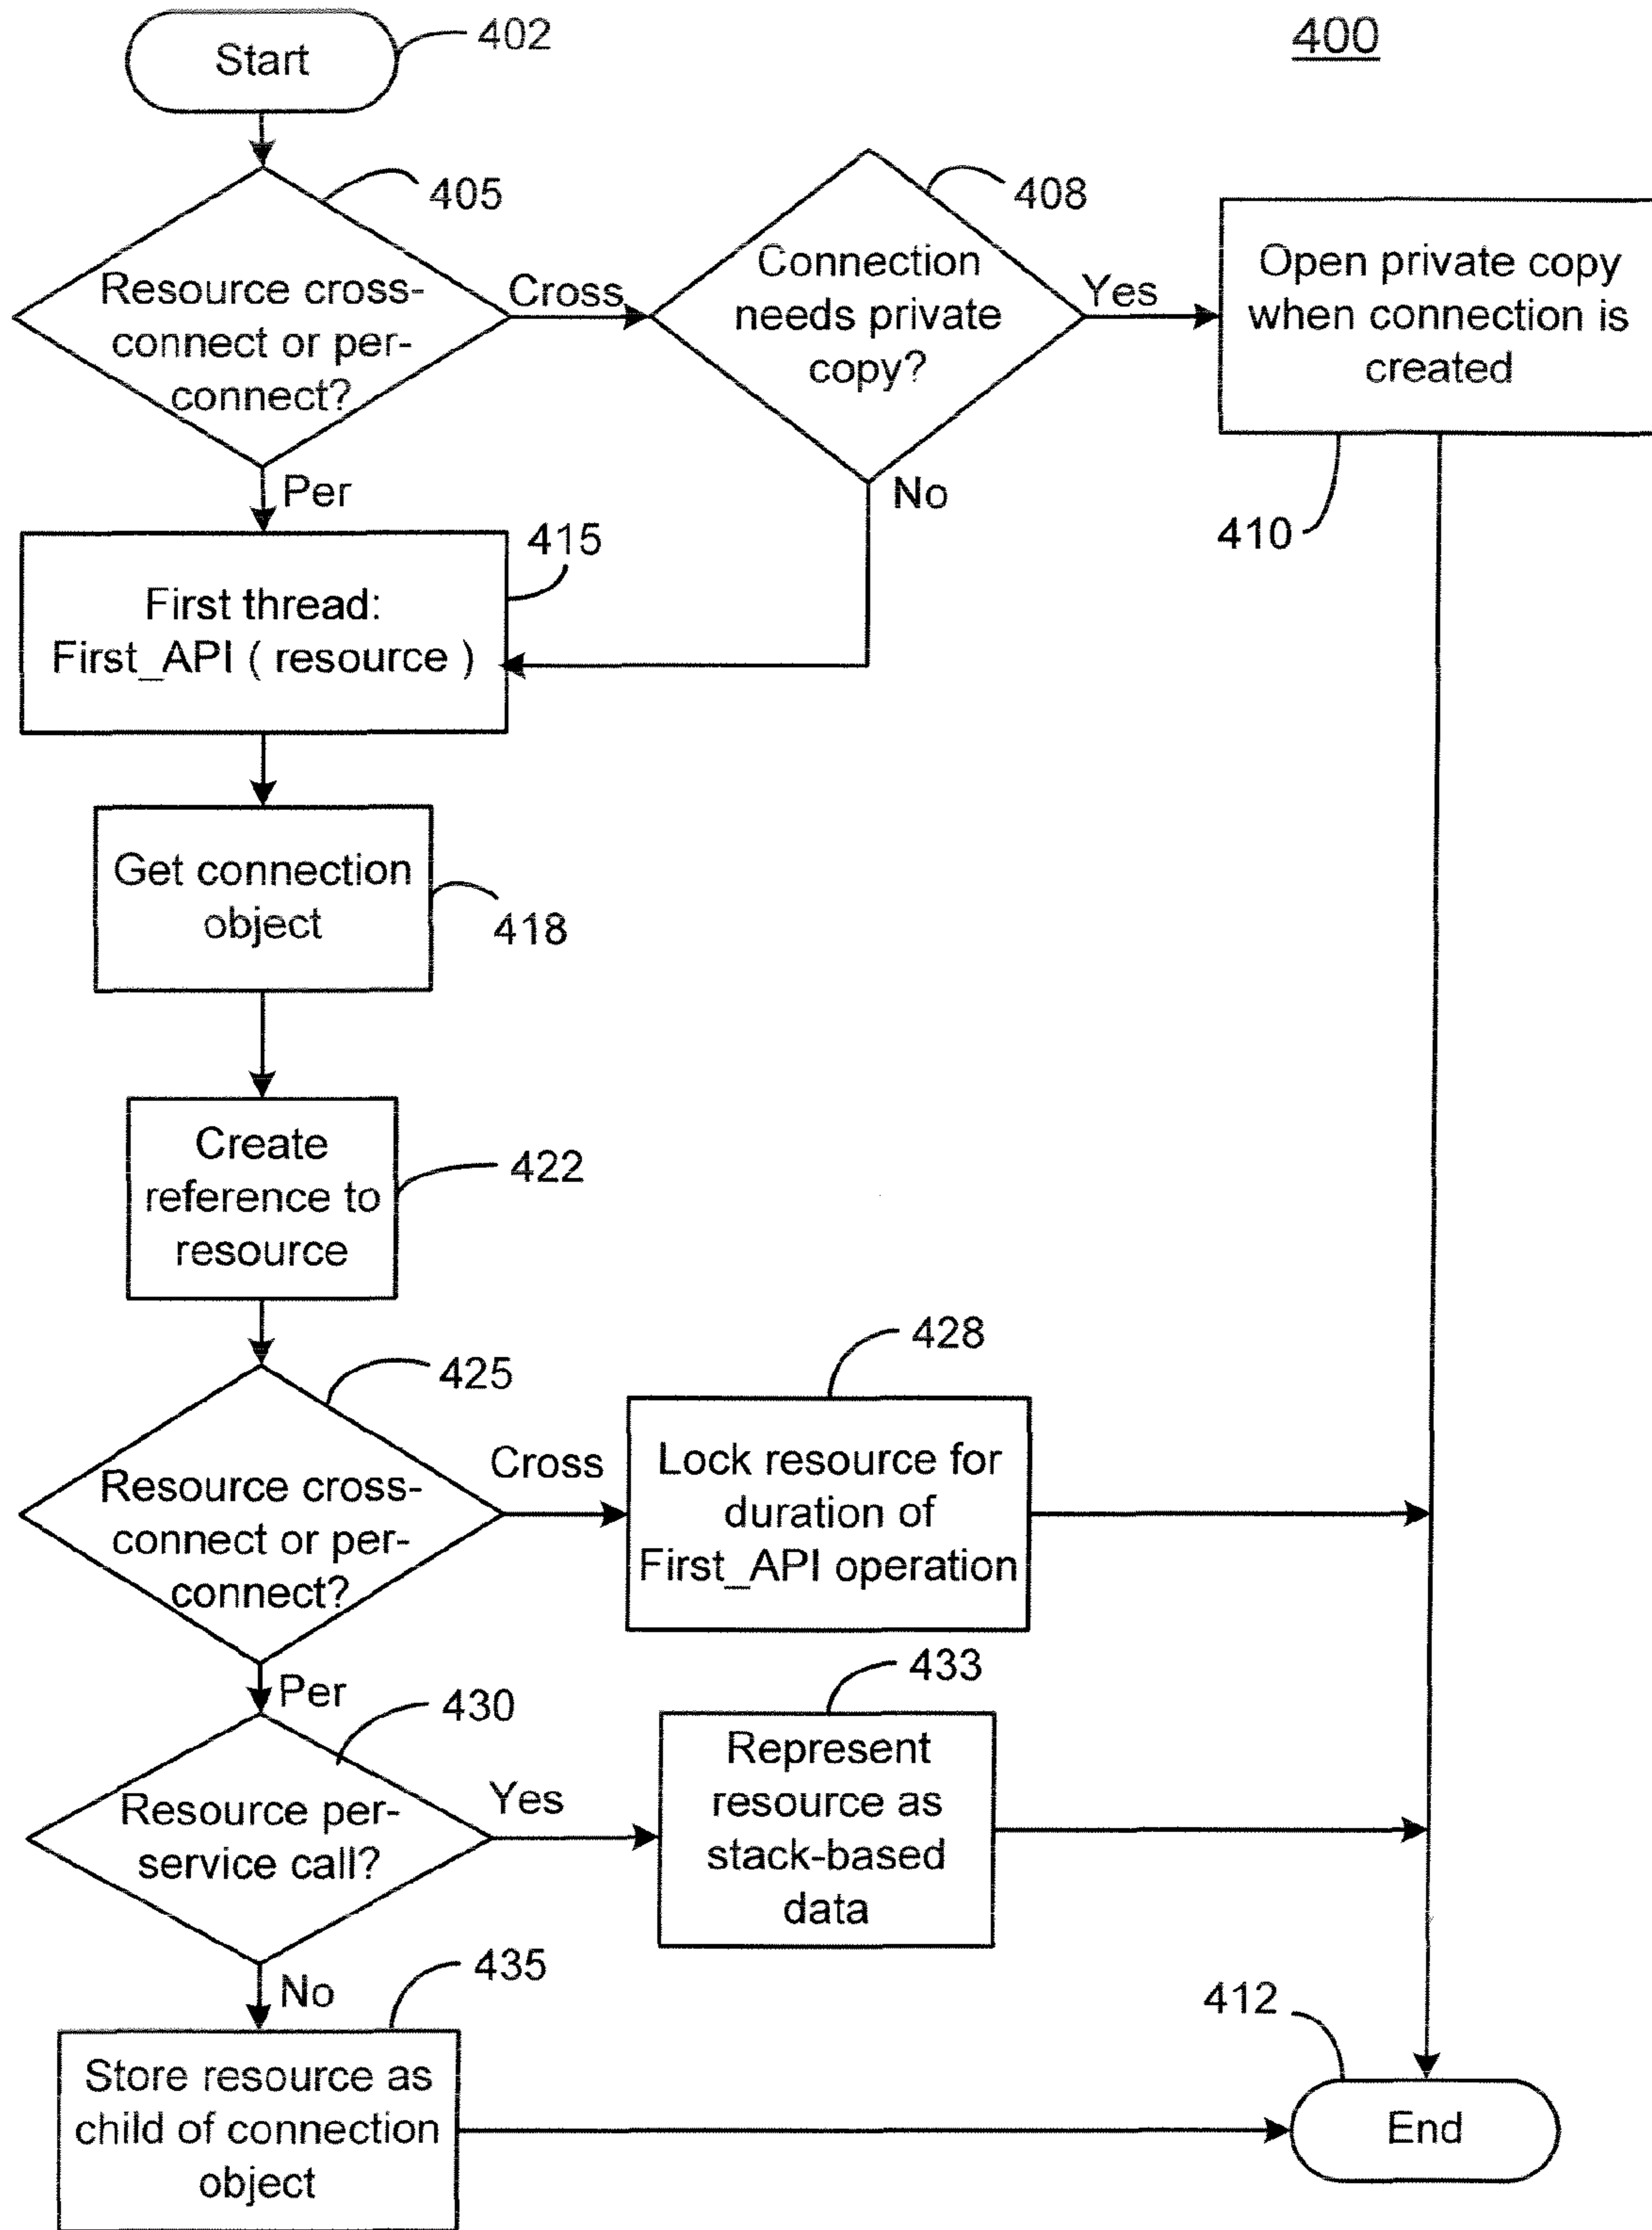 Start
402
400
405
Resource cross-
connect or per-
connect?
Cross
408
Connection
needs private
copy?
Yes
Open private copy
when connection is
created
410
Per
No
415
First thread:
First_API ( resource )
Get connection
object
418
Create
reference to
resource
422
425
Resource cross-
connect or per-
connect?
Cross
428
Lock resource for
duration of
First_API operation
Per
430
Resource per-
service call?
Yes
433
Represent
resource as
stack-based
data
No
435
Store resource as
child of connection
object
412
End